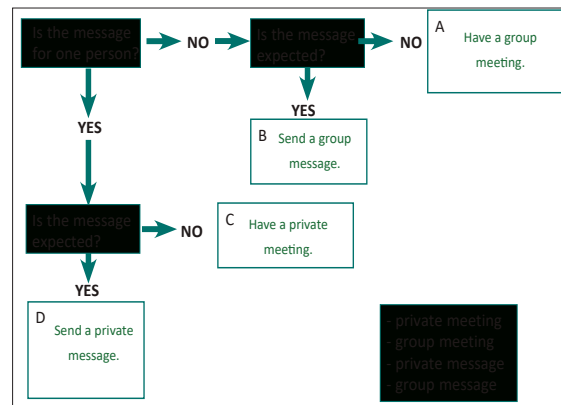 Is the message
for one person?
NO
Is the message
expected?
NO
A
Have a group
meeting.
YES
YES
B
Send a group
message.
Is the message
expected?
NO
C
Have a private
meeting.
YES
D
Send a private
message.
- private meeting
- group meeting
- private message
- group message